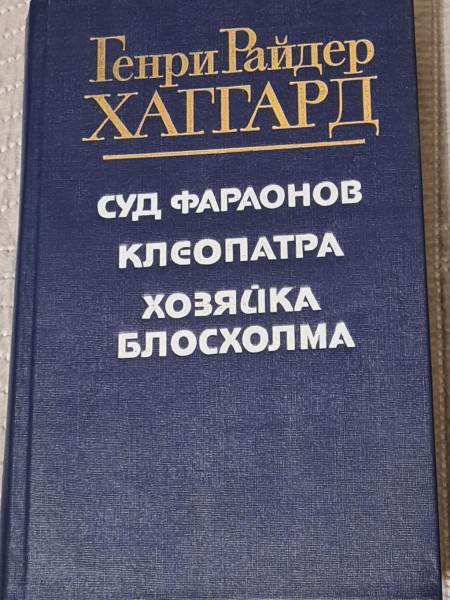 Генри Райдер
ХАГГАРД
СУД ФАРАОНОВ
КЛЕОПАТРА
ХОЗЯЙКА
БЛОСХОЛМА